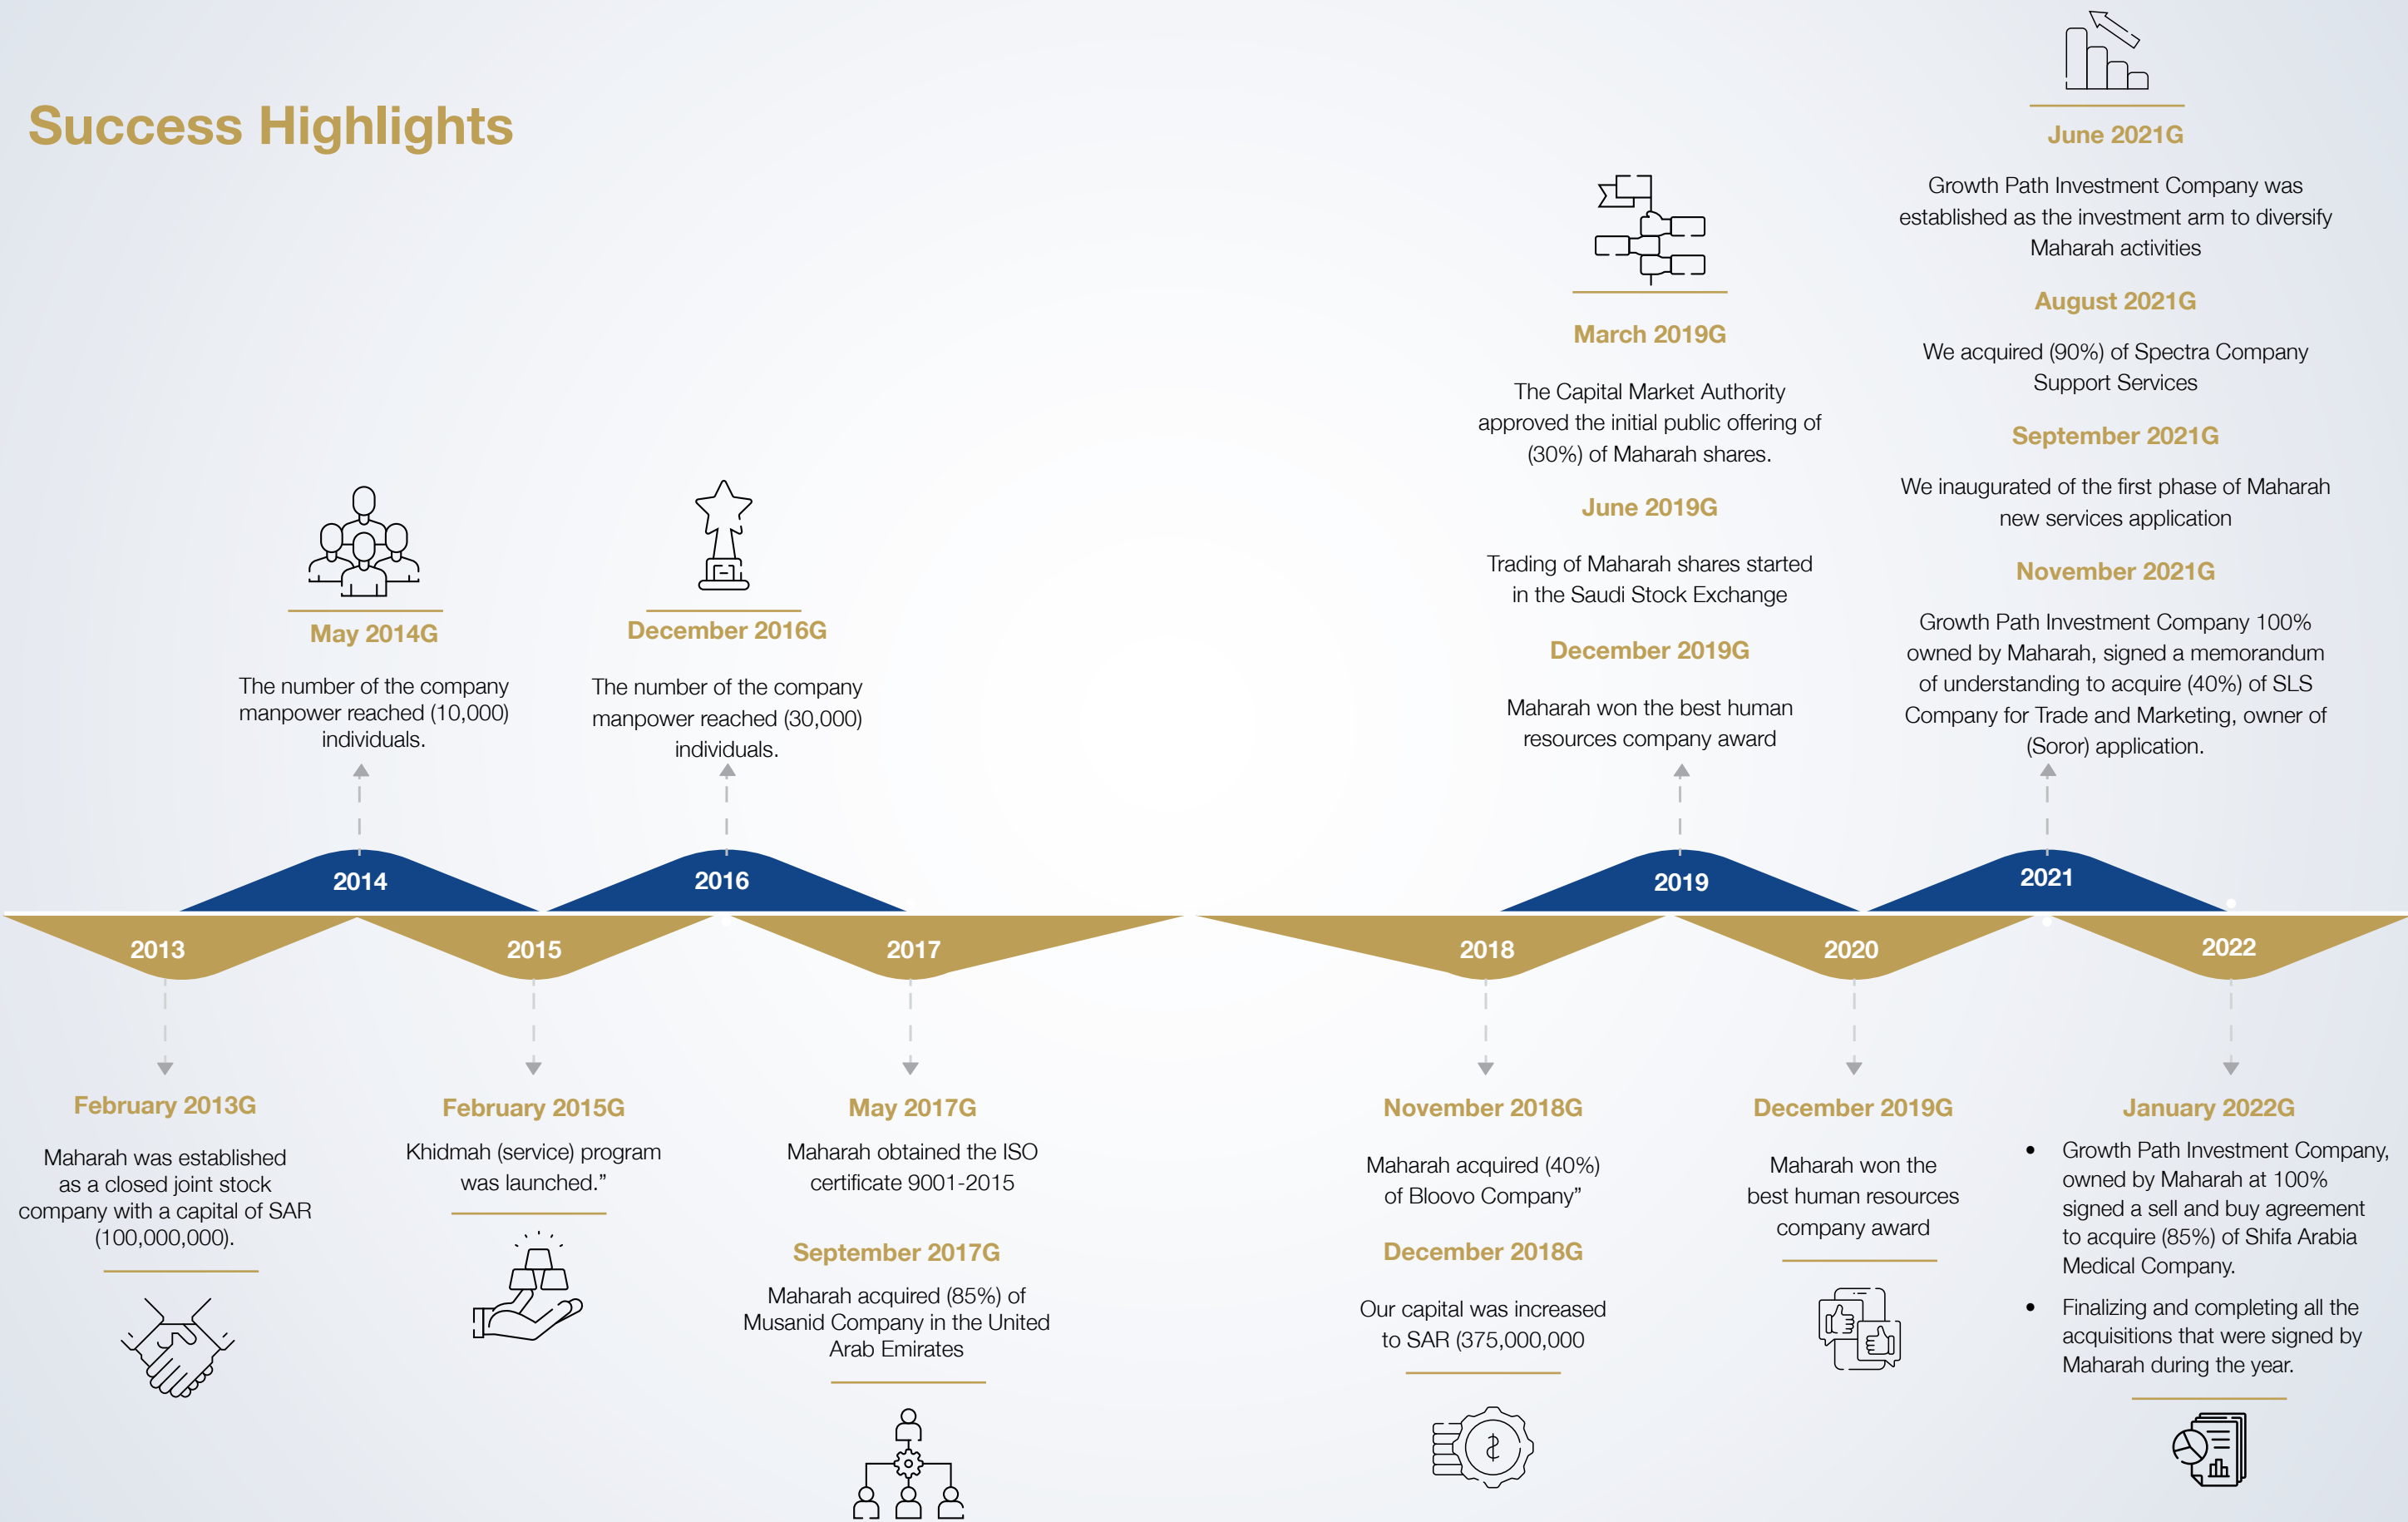 Success Highlights
May 2014G
The number of the company
manpower reached (10,000)
individuals.
December 2016G
The number of the company
manpower reached (30,000)
individuals.
March 2019G
The Capital Market Authority
approved the initial public offering of
(30%) of Maharah shares.
June 2019G
Trading of Maharah shares started
in the Saudi Stock Exchange
December 2019G
Maharah won the best human
resources company award
June 2021G
Growth Path Investment Company was
established as the investment arm to diversify
Maharah activities
August 2021G
We acquired (90%) of Spectra Company
Support Services
September 2021G
We inaugurated of the first phase of Maharah
new services application
November 2021G
Growth Path Investment Company 100%
owned by Maharah, signed a memorandum
of understanding to acquire (40%) of SLS
Company for Trade and Marketing, owner of
(Soror) application.
2014
2016
2019
2021
2013
2015
2017
2018
2020
2022
February 2013G
Maharah was established
as a closed joint stock
company with a capital of SAR
(100,000,000).
February 2015G
Khidmah (service) program
was launched.”
May 2017G
Maharah obtained the ISO
certificate 9001-2015
September 2017G
Maharah acquired (85%) of
Musanid Company in the United
Arab Emirates
November 2018G
Maharah acquired (40%)
of Bloovo Company”
December 2018G
Our capital was increased
to SAR (375,000,000
December 2019G
Maharah won the
best human resources
company award
January 2022G
• Growth Path Investment Company,
owned by Maharah at 100%
signed a sell and buy agreement
to acquire (85%) of Shifa Arabia
Medical Company.
• Finalizing and completing all the
acquisitions that were signed by
Maharah during the year.